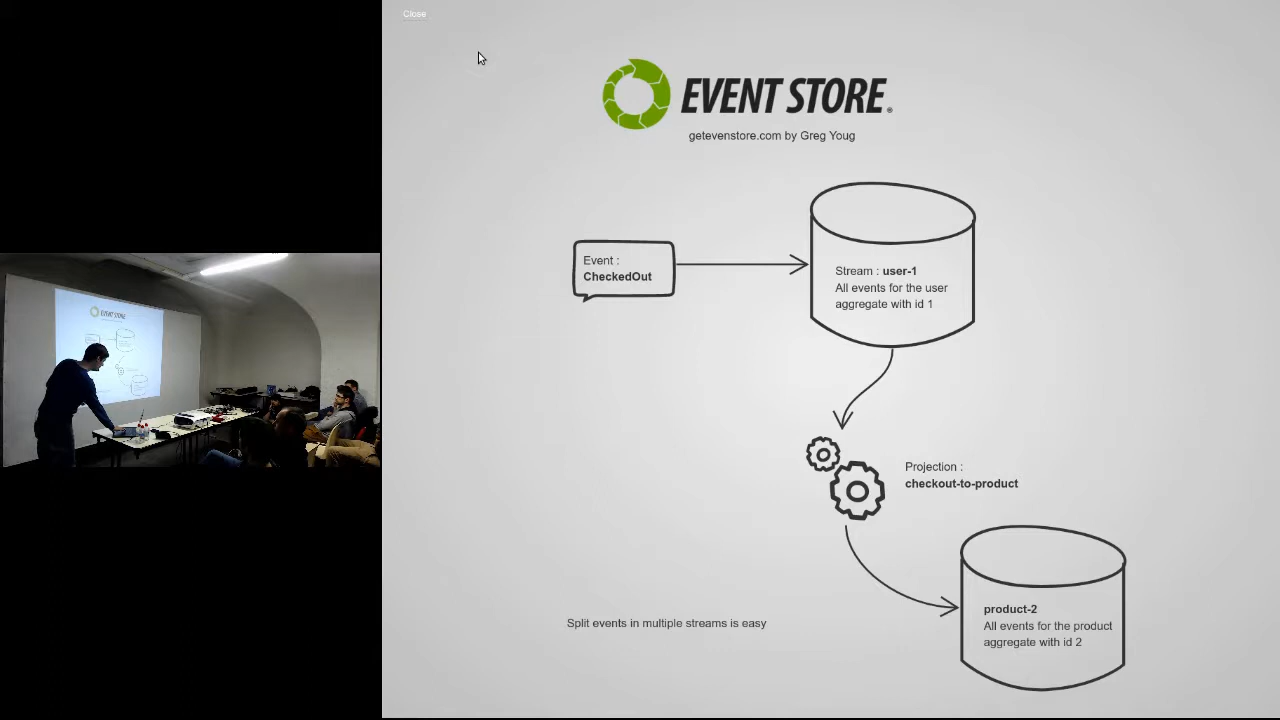 Close
EVENT STORE®
getevenstore.com by Greg Youg
Event :
CheckedOut
Stream : user-1
All events for the user
aggregate with id 1
Projection :
checkout-to-product
product-2
All events for the product
aggregate with id 2
Split events in multiple streams is easy
EVENT STORE